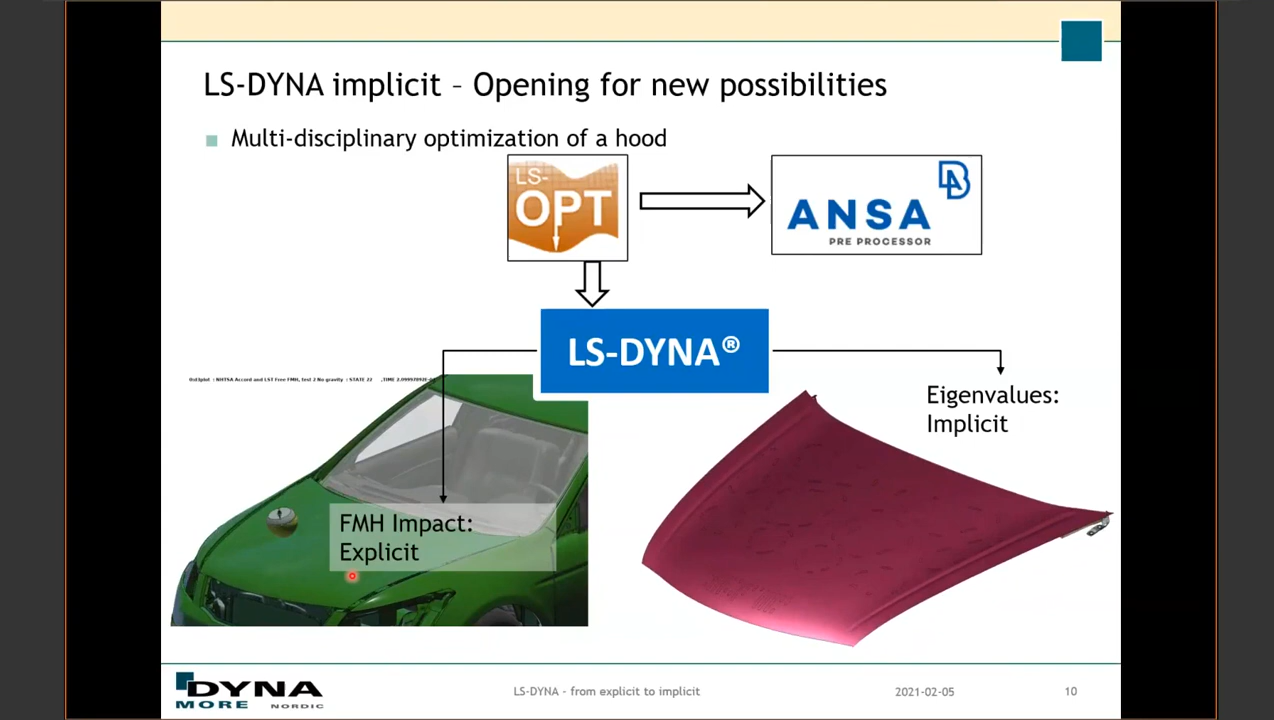 LS-DYNA implicit – Opening for new possibilities
Multi-disciplinary optimization of a hood
LS-
OPT
ANSA
PRE PROCESSOR
LS-DYNA®
Eigenvalues:
Implicit
FMH Impact:
Explicit
DYNA
MORE NORDIC
LS-DYNA - from explicit to implicit
2021-02-05
10